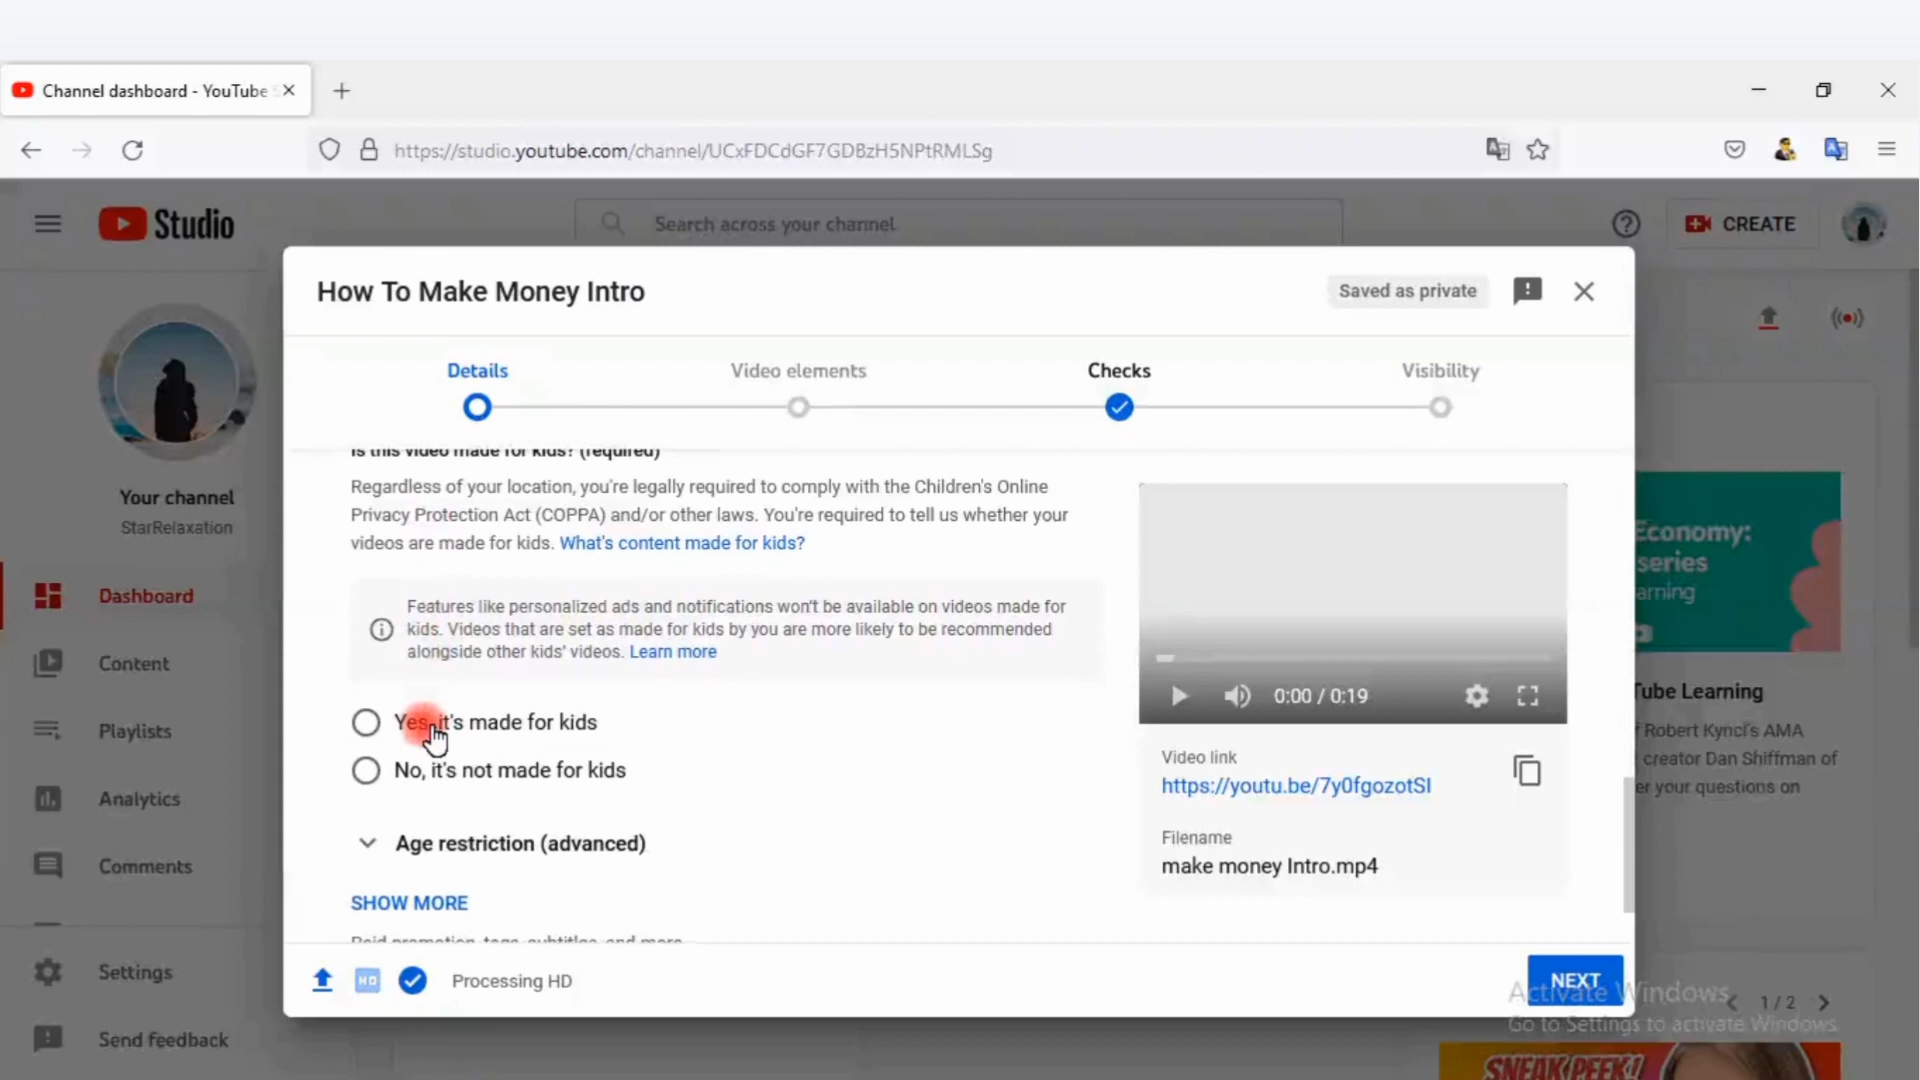 Channel dashboard - YouTube S
https://studio.youtube.com/channel/UCxFDCdGF7GDBzH5NPtRMLSg
Studio
Search across your channel
CREATE
How To Make Money Intro
Saved as private
Details
Video elements
Checks
Visibility
Your channel
StarRelaxation
Dashboard
Content
Playlists
Analytics
Comments
Settings
Send feedback
Is this video made for kids? (required)
Regardless of your location, you're legally required to comply with the Children's Online
Privacy Protection Act (COPPA) and/or other laws. You're required to tell us whether your
videos are made for kids. What's content made for kids?
Features like personalized ads and notifications won't be available on videos made for
kids. Videos that are set as made for kids by you are more likely to be recommended
alongside other kids' videos. Learn more
Yes, it's made for kids
No, it's not made for kids
Age restriction (advanced)
SHOW MORE
Paid promotion, tags, subtitles, and more
0:00 / 0:19
Video link
https://youtu.be/7y0fgozotSI
Filename
make money Intro.mp4
HD
Processing HD
NEXT
Economy:
series
arning
Tube Learning
Robert Kyncl's AMA
creator Dan Shiffman of
er your questions on
Activate Windows
Go to Settings to activate Windows.
1 / 2
SNEAK PEEK!